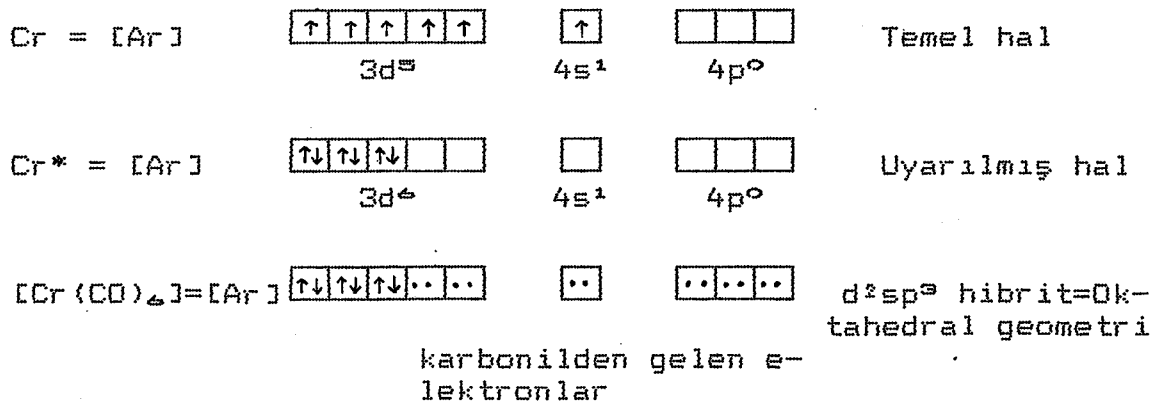 Cr = [Ar] ↑ ↑ ↑ ↑ ↑ ↑ Temel hal
3d⁵ 4s¹ 4p⁰
Cr* = [Ar] ↑↓ ↑↓ ↑↓ Uyarılmış hal
3d⁶ 4s¹ 4p⁰
[Cr(CO)₆]=[Ar] ↑↓ ↑↓ ↑↓ ·· ·· ·· ·· ·· ·· d²sp³ hibrit=Ok-
tahedral geometri
karbonilden gelen e-
lektronlar